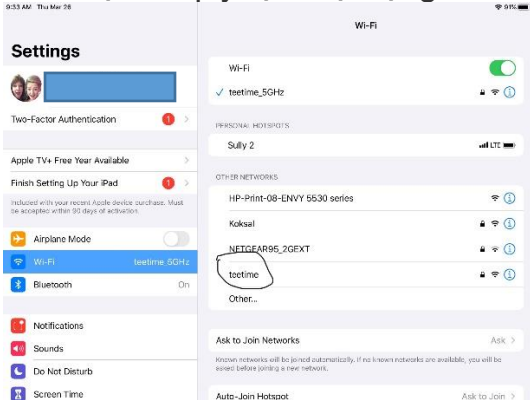 9:33 AM Thu Mar 26
91%
Wi-Fi
Settings
Two-Factor Authentication 1
Apple TV+ Free Year Available
Finish Setting Up Your iPad 1
Included with your recent Apple device purchase. Must
be accepted within 90 days of activation.
Airplane Mode
Wi-Fi teetime_5GHz
Bluetooth On
Notifications
Sounds
Do Not Disturb
Screen Time
Wi-Fi
teetime_5GHz
PERSONAL HOTSPOTS
Sully 2 LTE
OTHER NETWORKS
HP-Print-08-ENVY 5530 series
Koksal
NETGEAR95_2GEXT
teetime
Other...
Ask to Join Networks Ask
Known networks will be joined automatically. If no known networks are available, you will be
asked before joining a new network.
Auto-Join Hotspot Ask to Join